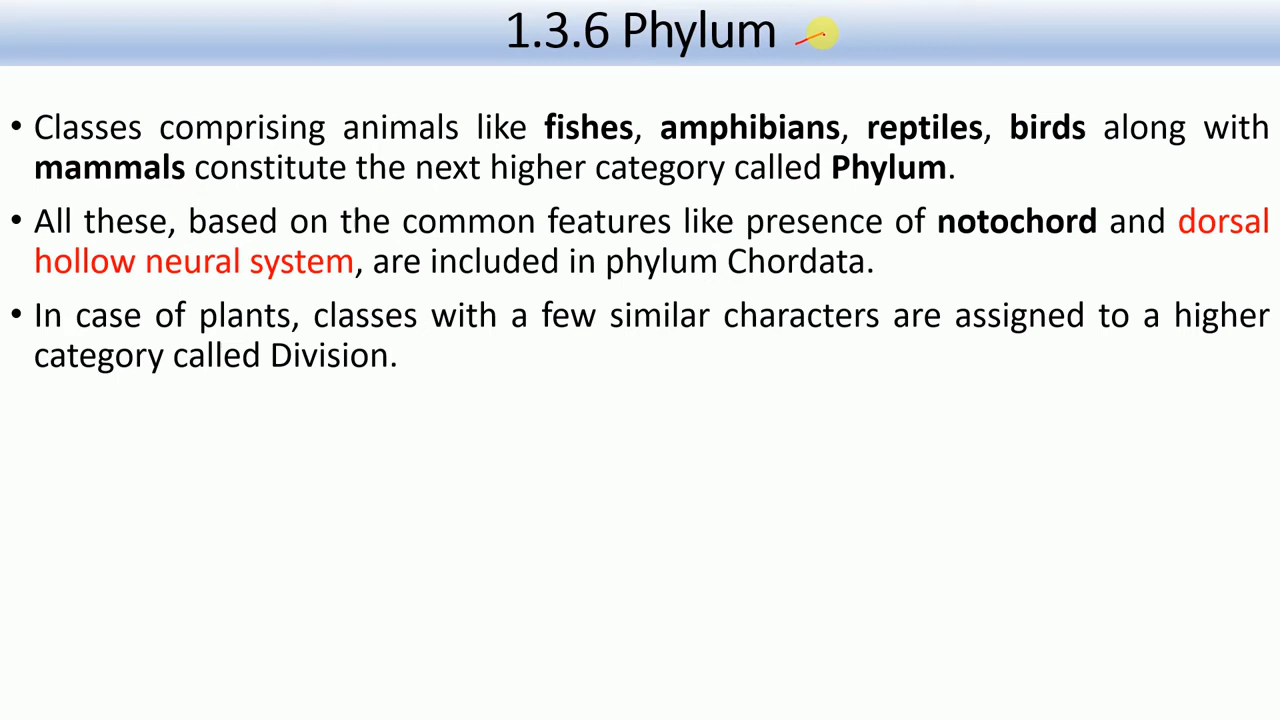 1.3.6 Phylum
• Classes comprising animals like fishes, amphibians, reptiles, birds along with
mammals constitute the next higher category called Phylum.
• All these, based on the common features like presence of notochord and dorsal
hollow neural system, are included in phylum Chordata.
• In case of plants, classes with a few similar characters are assigned to a higher
category called Division.